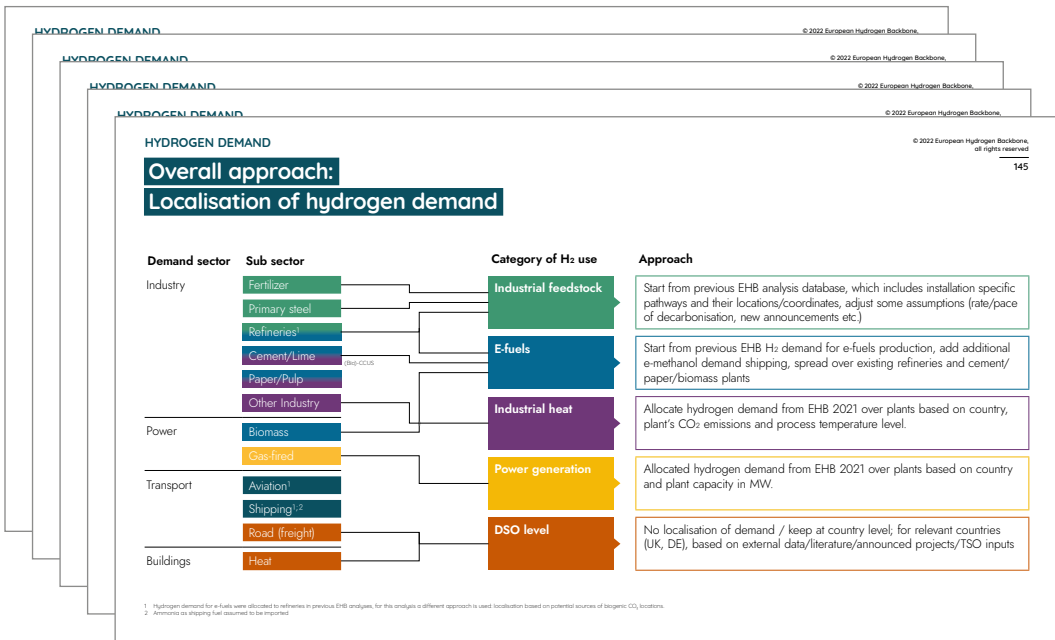 HYDROGEN DEMAND
© 2022 European Hydrogen Backbone,
HYDROGEN DEMAND
© 2022 European Hydrogen Backbone,
HYDROGEN DEMAND
© 2022 European Hydrogen Backbone,
HYDROGEN DEMAND
© 2022 European Hydrogen Backbone,
HYDROGEN DEMAND
© 2022 European Hydrogen Backbone,
all rights reserved
145
Overall approach:
Localisation of hydrogen demand
Demand sector
Sub sector
Category of H₂ use
Approach
Industry
Fertilizer
Primary steel
Refineries¹
Cement/Lime
(Bio)-CCUS
Paper/Pulp
Other Industry
Power
Biomass
Gas-fired
Transport
Aviation¹
Shipping¹,²
Road (freight)
Buildings
Heat
Industrial feedstock
Start from previous EHB analysis database, which includes installation specific
pathways and their locations/coordinates, adjust some assumptions (rate/pace
of decarbonisation, new announcements etc.)
E-fuels
Start from previous EHB H₂ demand for e-fuels production, add additional
e-methanol demand shipping, spread over existing refineries and cement/
paper/biomass plants
Industrial heat
Allocate hydrogen demand from EHB 2021 over plants based on country,
plant's CO₂ emissions and process temperature level.
Power generation
Allocated hydrogen demand from EHB 2021 over plants based on country
and plant capacity in MW.
DSO level
No localisation of demand / keep at country level; for relevant countries
(UK, DE), based on external data/literature/announced projects/TSO inputs
1 Hydrogen demand for e-fuels were allocated to refineries in previous EHB analyses, for this analysis a different approach is used: localisation based on potential sources of biogenic CO₂ locations.
2 Ammonia as shipping fuel assumed to be imported